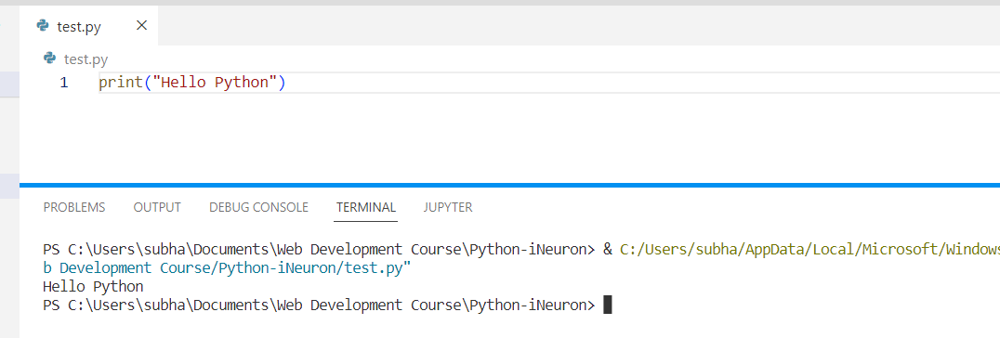 test.py
test.py
1 print("Hello Python")
PROBLEMS OUTPUT DEBUG CONSOLE TERMINAL JUPYTER
PS C:\Users\subha\Documents\Web Development Course\Python-iNeuron> & C:/Users/subha/AppData/Local/Microsoft/Windows
b Development Course/Python-iNeuron/test.py"
Hello Python
PS C:\Users\subha\Documents\Web Development Course\Python-iNeuron>